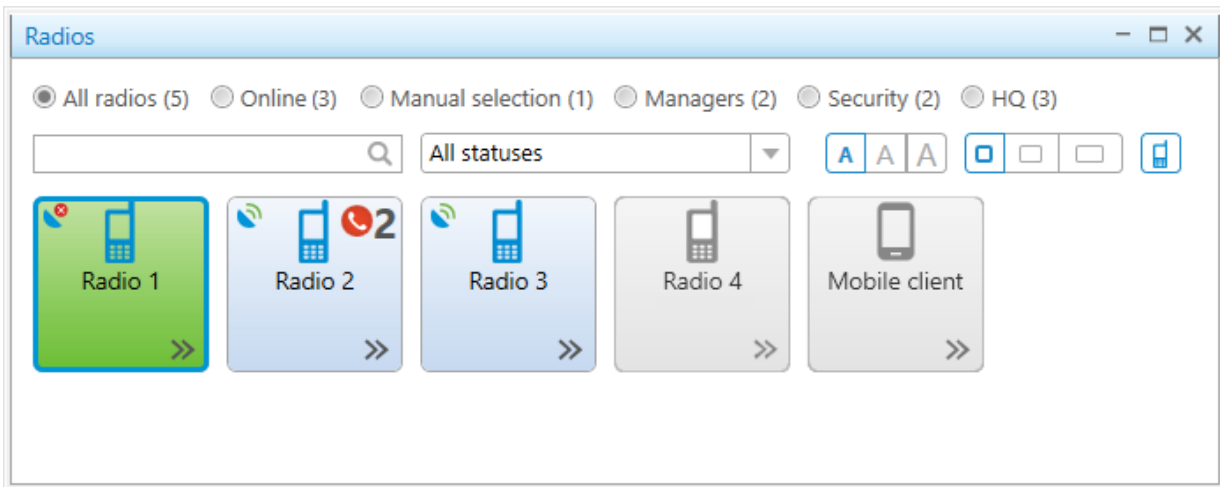 Radios
All radios (5) Online (3) Manual selection (1) Managers (2) Security (2) HQ (3)
All statuses A A A
2
Radio 1 Radio 2 Radio 3 Radio 4 Mobile client